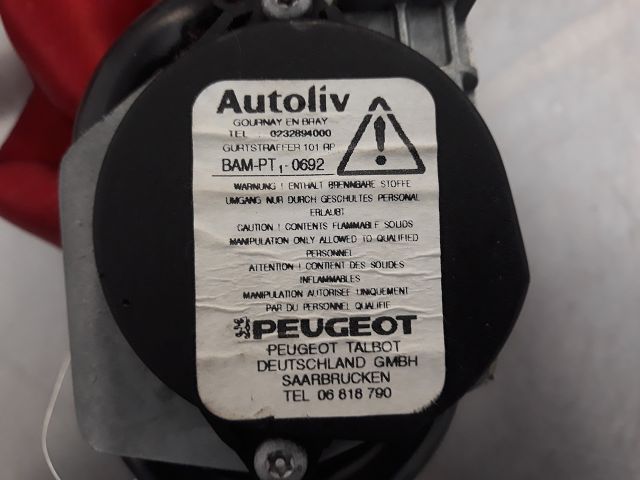 Autoliv
GOURNAY EN BRAY
TEL : 0232894000
GURTSTRAFFER 101 RP
BAM-PT1-0692
WARNUNG ! ENTHALT BRENNBARE STOFFE
UMGANG NUR DURCH GESCHULTES PERSONAL
ERLAUBT
CAUTION ! CONTENTS FLAMMABLE SOLIDS
MANIPULATION ONLY ALLOWED TO QUALIFIED
PERSONNEL
ATTENTION ! CONTIENT DES SOLIDES
INFLAMMABLES
MANIPULATION AUTORISEE UNIQUEMENT
PAR DU PERSONNEL QUALIFIE
PEUGEOT
PEUGEOT TALBOT
DEUTSCHLAND GMBH
SAARBRUCKEN
TEL 06 818 790